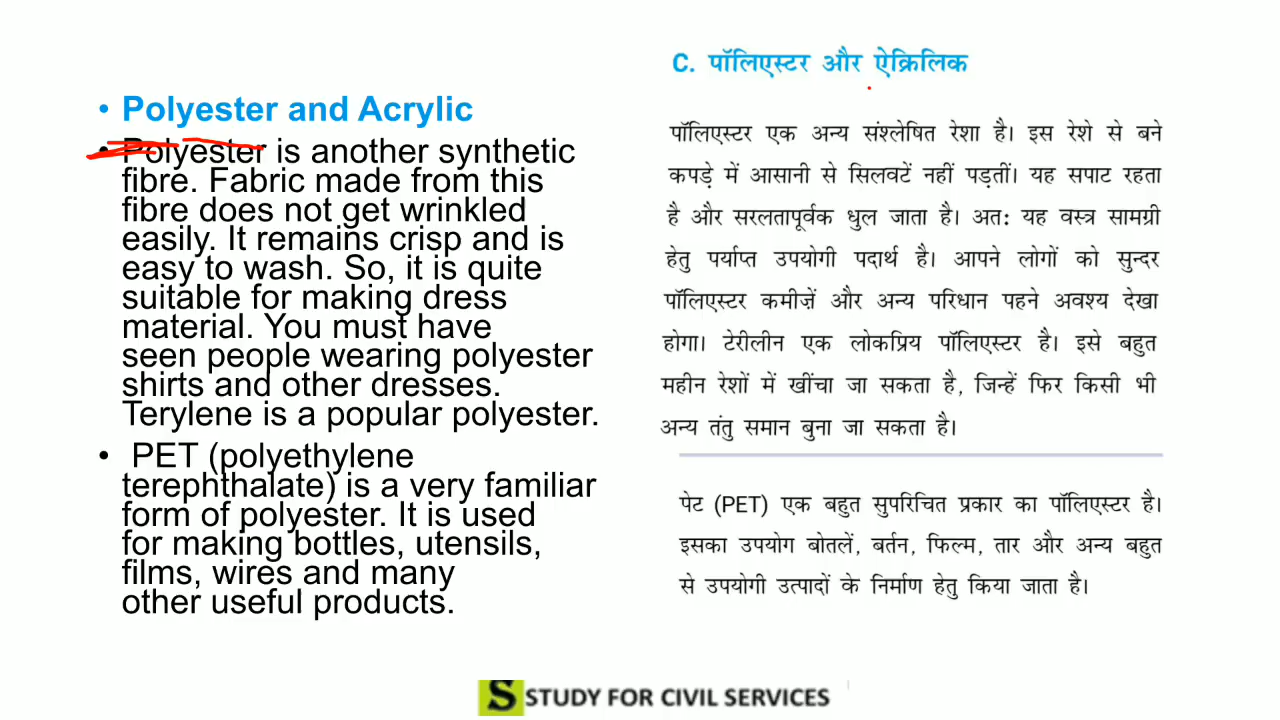 • Polyester and Acrylic
• Polyester is another synthetic
fibre. Fabric made from this
fibre does not get wrinkled
easily. It remains crisp and is
easy to wash. So, it is quite
suitable for making dress
material. You must have
seen people wearing polyester
shirts and other dresses.
Terylene is a popular polyester.
• PET (polyethylene
terephthalate) is a very familiar
form of polyester. It is used
for making bottles, utensils,
films, wires and many
other useful products.
C. पॉलिएस्टर और ऐक्रिलिक
पॉलिएस्टर एक अन्य संश्लेषित रेशा है। इस रेशे से बने
कपड़े में आसानी से सिलवटें नहीं पड़तीं। यह सपाट रहता
है और सरलतापूर्वक धुल जाता है। अतः यह वस्त्र सामग्री
हेतु पर्याप्त उपयोगी पदार्थ है। आपने लोगों को सुन्दर
पॉलिएस्टर कमीज़ें और अन्य परिधान पहने अवश्य देखा
होगा। टेरीलीन एक लोकप्रिय पॉलिएस्टर है। इसे बहुत
महीन रेशों में खींचा जा सकता है, जिन्हें फिर किसी भी
अन्य तंतु समान बुना जा सकता है।
पेट (PET) एक बहुत सुपरिचित प्रकार का पॉलिएस्टर है।
इसका उपयोग बोतलें, बर्तन, फिल्म, तार और अन्य बहुत
से उपयोगी उत्पादों के निर्माण हेतु किया जाता है।
S STUDY FOR CIVIL SERVICES